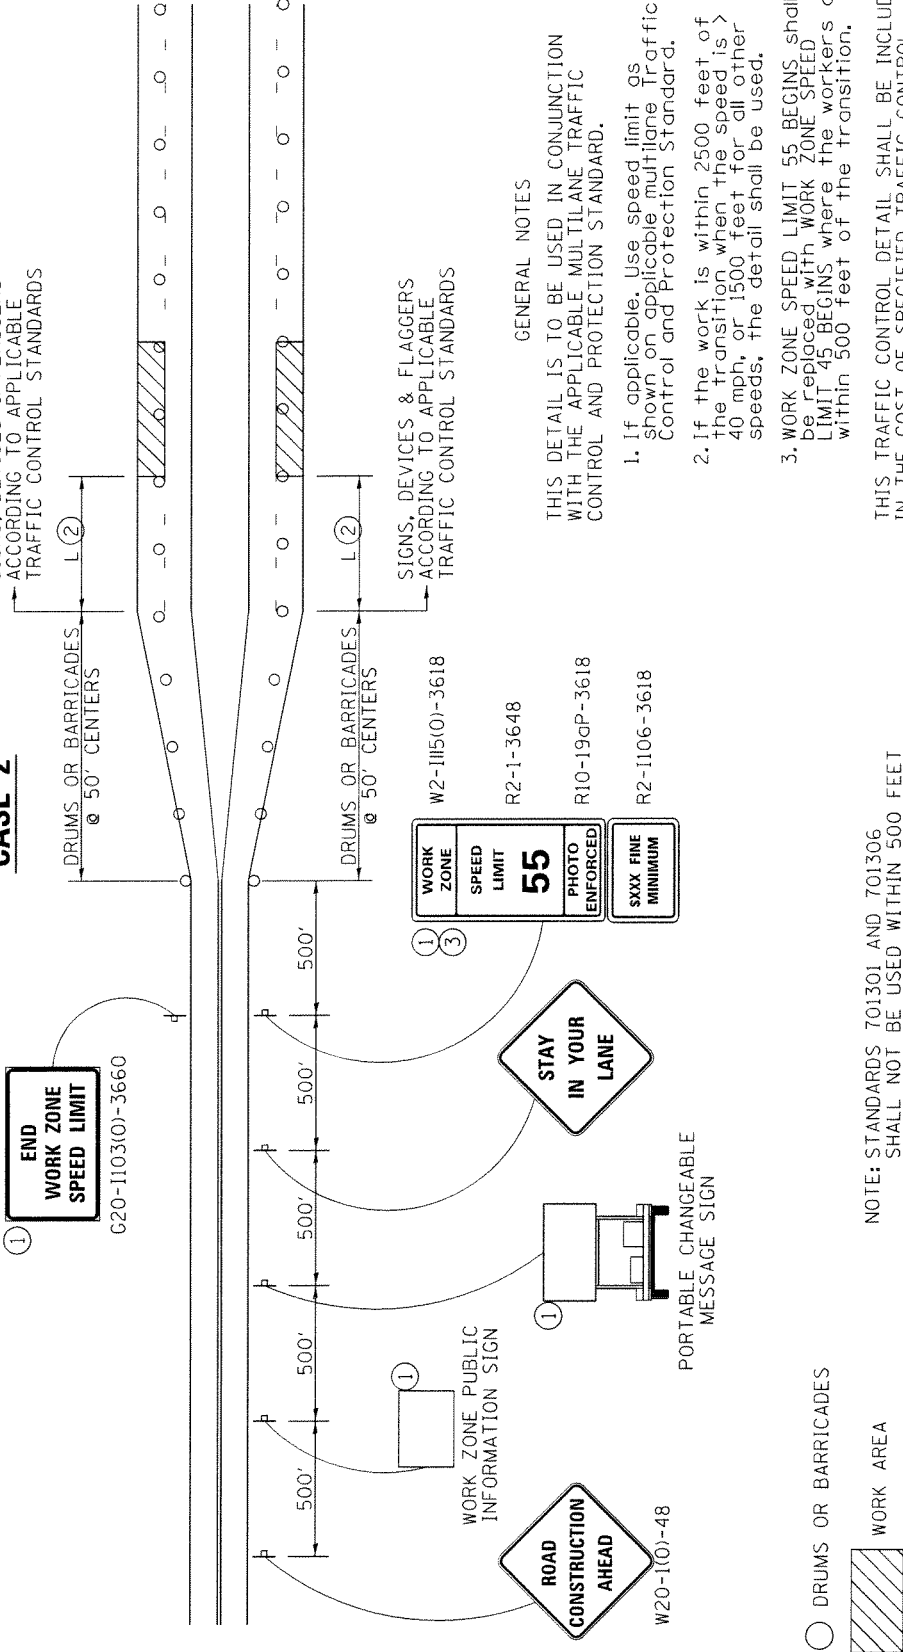 CASE 2
ACCORDING TO APPLICABLE
TRAFFIC CONTROL STANDARDS
DRUMS OR BARRICADES
@ 50' CENTERS
L 2
1
END
WORK ZONE
SPEED LIMIT
G20-I103(O)-3660
500'
500'
500'
500'
500'
DRUMS OR BARRICADES
@ 50' CENTERS
L 2
SIGNS, DEVICES & FLAGGERS
ACCORDING TO APPLICABLE
TRAFFIC CONTROL STANDARDS
ROAD
CONSTRUCTION
AHEAD
W20-1(O)-48
1
WORK ZONE PUBLIC
INFORMATION SIGN
1
PORTABLE CHANGEABLE
MESSAGE SIGN
STAY
IN YOUR
LANE
1
3
WORK
ZONE
SPEED
LIMIT
55
PHOTO
ENFORCED
$XXX FINE
MINIMUM
W2-I115(O)-3618
R2-1-3648
R10-19aP-3618
R2-I106-3618
GENERAL NOTES
THIS DETAIL IS TO BE USED IN CONJUNCTION
WITH THE APPLICABLE MULTILANE TRAFFIC
CONTROL AND PROTECTION STANDARD.
1. If applicable. Use speed limit as
shown on applicable multilane Traffic
Control and Protection Standard.
2. If the work is within 2500 feet of
the transition when the speed is >
40 mph, or 1500 feet for all other
speeds, the detail shall be used.
3. WORK ZONE SPEED LIMIT 55 BEGINS shall
be replaced with WORK ZONE SPEED
LIMIT 45 BEGINS where the workers
within 500 feet of the transition.
THIS TRAFFIC CONTROL DETAIL SHALL BE
IN THE COST OF SPECIFIED TRAFFIC CONTROL
DRUMS OR BARRICADES
WORK AREA
NOTE: STANDARDS 701301 AND 701306
SHALL NOT BE USED WITHIN 500 FEET